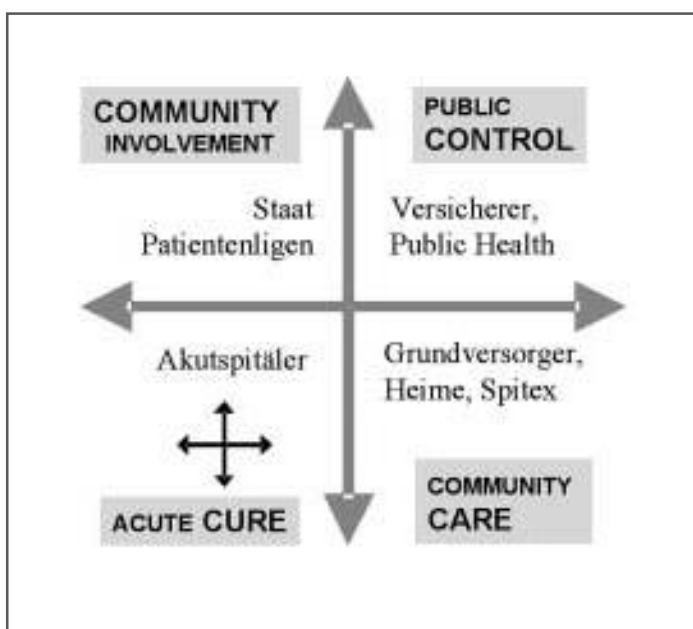 COMMUNITY
INVOLVEMENT
PUBLIC
CONTROL
Staat
Patientenligen
Versicherer,
Public Health
Akutspitäler
Grundversorger,
Heime, Spitex
ACUTE CURE
COMMUNITY
CARE